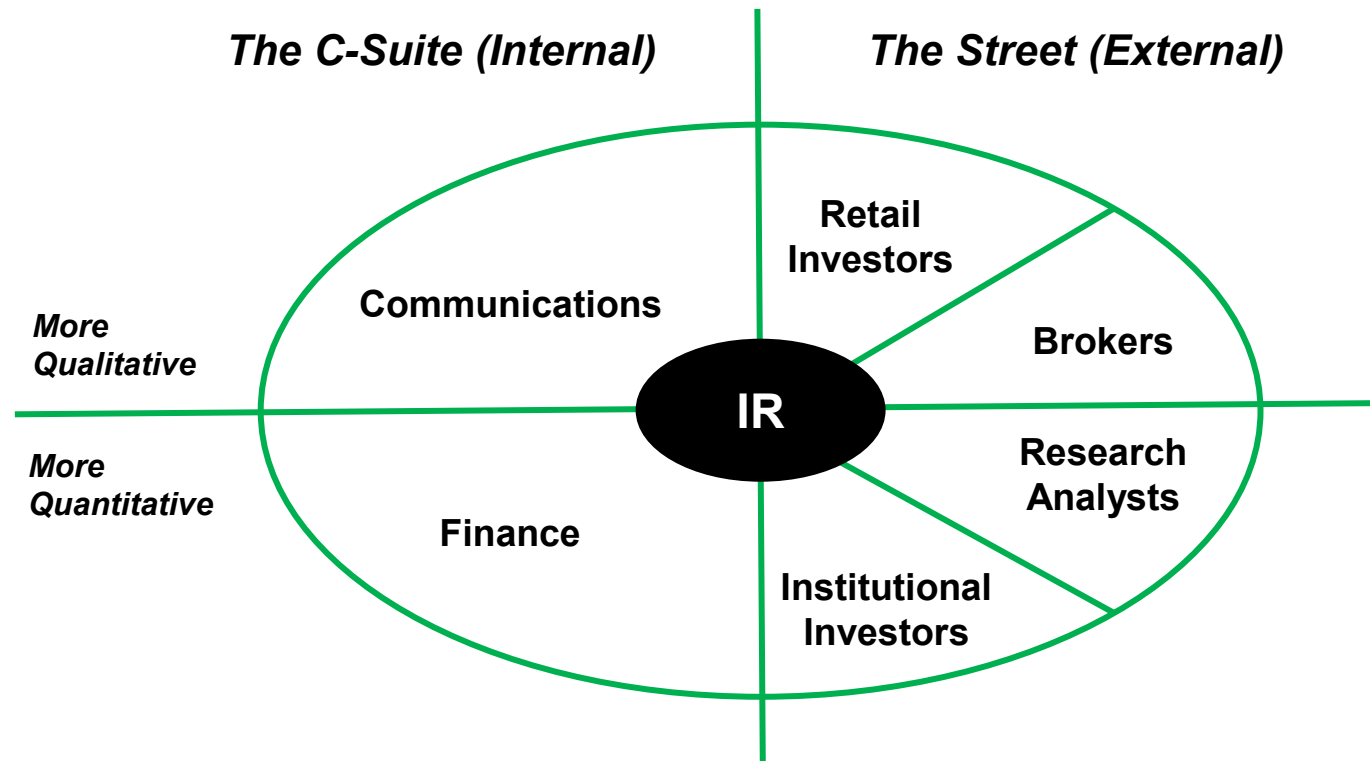 The C-Suite (Internal)
The Street (External)
Retail
Investors
Communications
More
Qualitative
Brokers
IR
More
Quantitative
Research
Analysts
Finance
Institutional
Investors